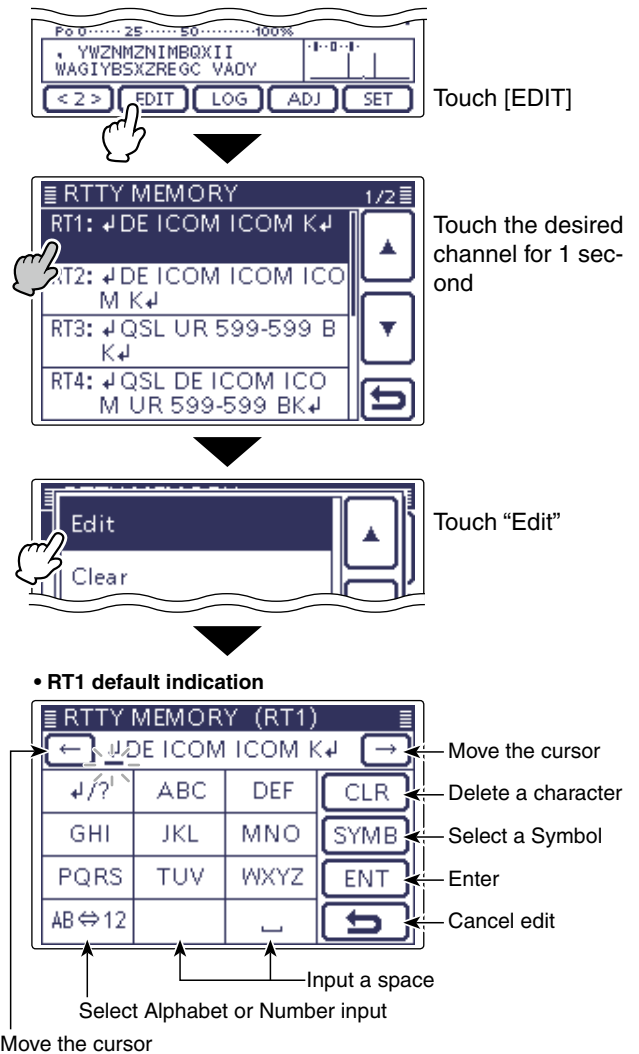 Po 0······ 25 ······ 50 ·········100%
. YWZNMZNIMBQXII
WAGIYBSXZREGC VAOY
<2> EDIT LOG ADJ SET
Touch [EDIT]
RTTY MEMORY 1/2
RT1: ↲DE ICOM ICOM K↲
RT2: ↲DE ICOM ICOM ICO
M K↲
RT3: ↲QSL UR 599-599 B
K↲
RT4: ↲QSL DE ICOM ICO
M UR 599-599 BK↲
Touch the desired
channel for 1 sec-
ond
Edit
Clear
Touch “Edit”
• RT1 default indication
RTTY MEMORY (RT1)
← ↲DE ICOM ICOM K↲ →
Move the cursor
↲/? ABC DEF CLR
Delete a character
GHI JKL MNO SYMB
Select a Symbol
PQRS TUV WXYZ ENT
Enter
AB⇔12 ⎵
Cancel edit
Input a space
Select Alphabet or Number input
Move the cursor